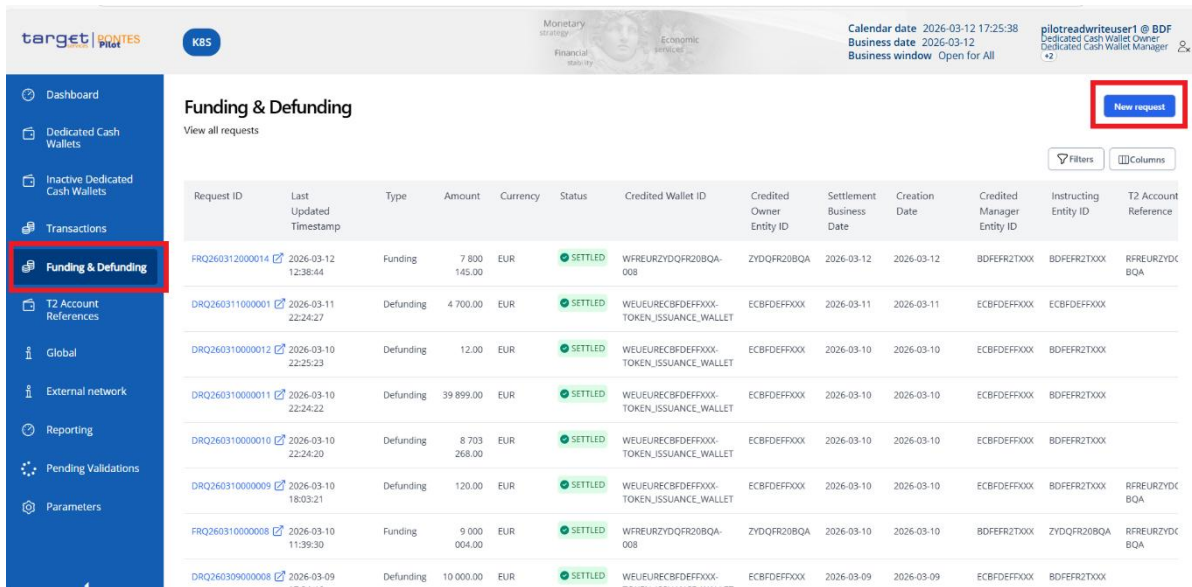 target | PONTES
services Pilot
K8S
Monetary
strategy
Economic
services
Financial
stability
Calendar date 2026-03-12 17:25:38
Business date 2026-03-12
Business window Open for All
pilotreadwriteuser1 @ BDF
Dedicated Cash Wallet Owner
Dedicated Cash Wallet Manager
+2
Dashboard
Dedicated Cash
Wallets
Inactive Dedicated
Cash Wallets
Transactions
Funding & Defunding
T2 Account
References
Global
External network
Reporting
Pending Validations
Parameters
Funding & Defunding
New request
View all requests
Filters Columns
Request ID Last Updated Timestamp Type Amount Currency Status Credited Wallet ID Credited Owner Entity ID Settlement Business Date Creation Date Credited Manager Entity ID Instructing Entity ID T2 Account Reference
FRQ260312000014 2026-03-12 Funding 7 800 EUR SETTLED WFREURZYDQFR20BQA- ZYDQFR20BQA 2026-03-12 2026-03-12 BDFEFR2TXXX BDFEFR2TXXX RFREURZYDQ
12:38:44 145.00 008 BQA
DRQ260311000001 2026-03-11 Defunding 4 700.00 EUR SETTLED WEUEURECBFDEFFXXX- ECBFDEFFXXX 2026-03-11 2026-03-11 ECBFDEFFXXX ECBFDEFFXXX
22:24:27 TOKEN_ISSUANCE_WALLET
DRQ260310000012 2026-03-10 Defunding 12.00 EUR SETTLED WEUEURECBFDEFFXXX- ECBFDEFFXXX 2026-03-10 2026-03-10 ECBFDEFFXXX BDFEFR2TXXX
22:25:23 TOKEN_ISSUANCE_WALLET
DRQ260310000011 2026-03-10 Defunding 39 899.00 EUR SETTLED WEUEURECBFDEFFXXX- ECBFDEFFXXX 2026-03-10 2026-03-10 ECBFDEFFXXX BDFEFR2TXXX
22:24:22 TOKEN_ISSUANCE_WALLET
DRQ260310000010 2026-03-10 Defunding 8 703 EUR SETTLED WEUEURECBFDEFFXXX- ECBFDEFFXXX 2026-03-10 2026-03-10 ECBFDEFFXXX BDFEFR2TXXX
22:24:20 268.00 TOKEN_ISSUANCE_WALLET
DRQ260310000009 2026-03-10 Defunding 120.00 EUR SETTLED WEUEURECBFDEFFXXX- ECBFDEFFXXX 2026-03-10 2026-03-10 ECBFDEFFXXX BDFEFR2TXXX RFREURZYDQ
18:03:21 TOKEN_ISSUANCE_WALLET BQA
FRQ260310000008 2026-03-10 Funding 9 000 EUR SETTLED WFREURZYDQFR20BQA- ZYDQFR20BQA 2026-03-10 2026-03-10 BDFEFR2TXXX ZYDQFR20BQA RFREURZYDQ
11:39:30 004.00 008 BQA
DRQ260309000008 2026-03-09 Defunding 10 000.00 EUR SETTLED WEUEURECBFDEFFXXX- ECBFDEFFXXX 2026-03-09 2026-03-09 ECBFDEFFXXX BDFEFR2TXXX